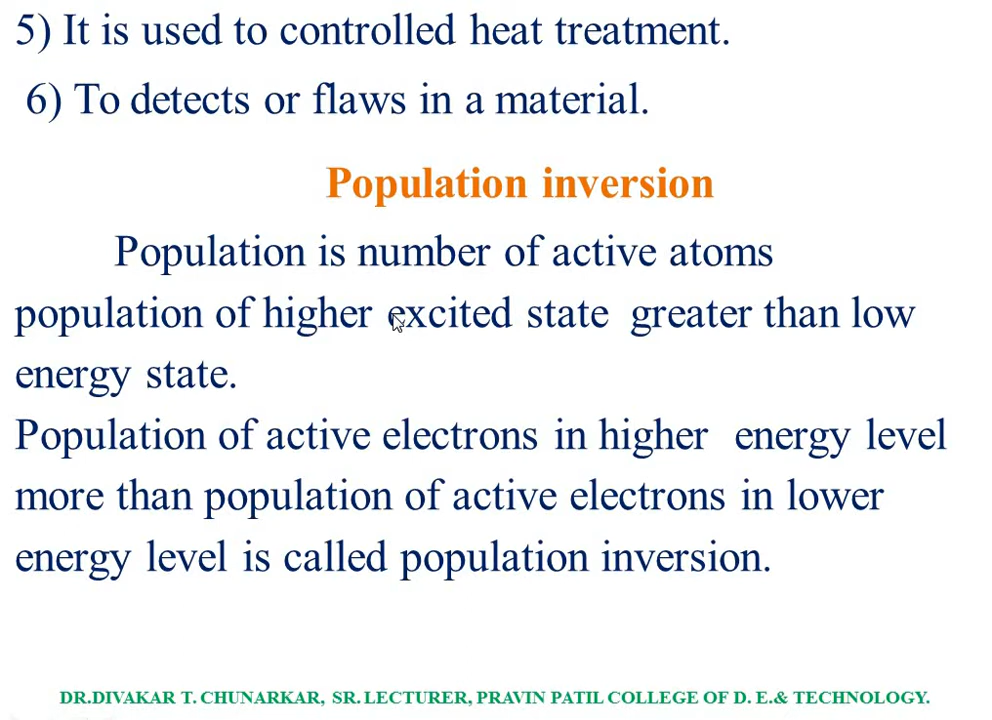 5) It is used to controlled heat treatment.
6) To detects or flaws in a material.
Population inversion
Population is number of active atoms
population of higher excited state greater than low
energy state.
Population of active electrons in higher energy level
more than population of active electrons in lower
energy level is called population inversion.
DR.DIVAKAR T. CHUNARKAR, SR. LECTURER, PRAVIN PATIL COLLEGE OF D. E.& TECHNOLOGY.